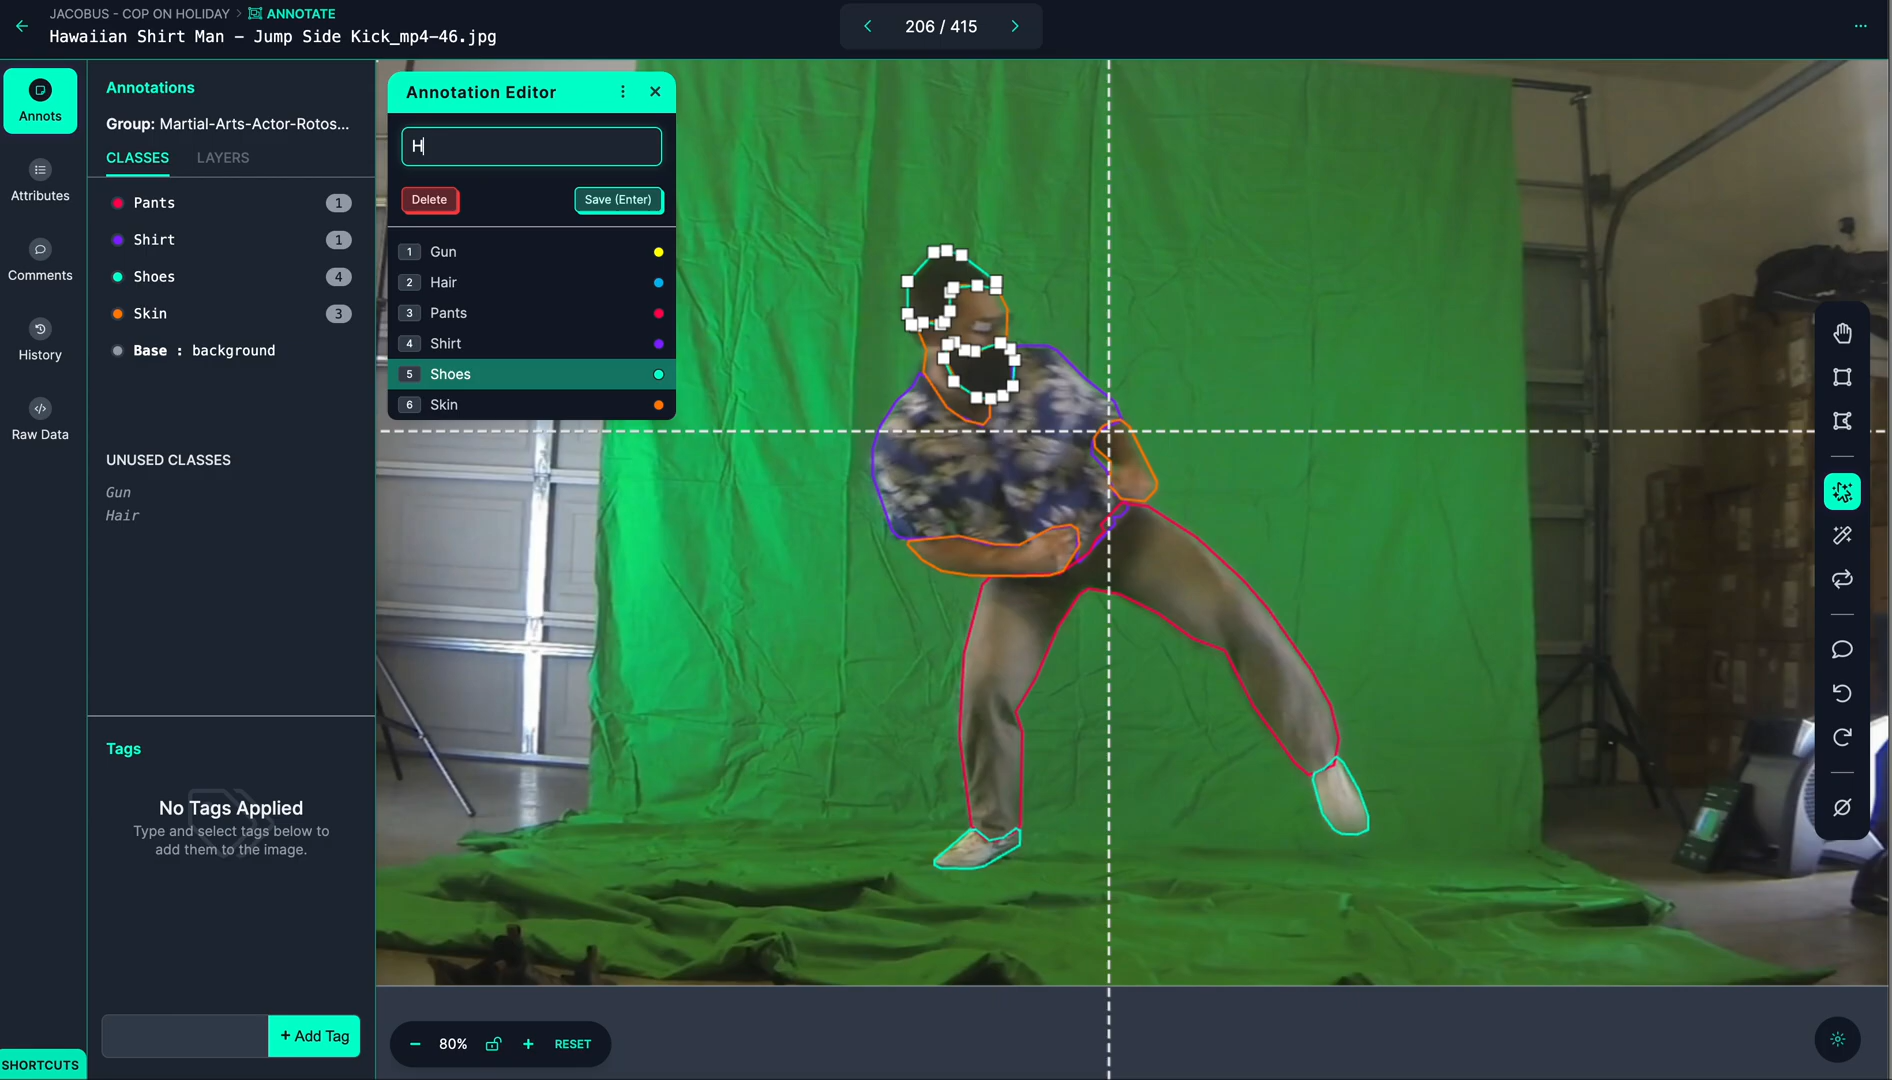 JACOBUS - COP ON HOLIDAY > ANNOTATE
Hawaiian Shirt Man - Jump Side Kick_mp4-46.jpg
206 / 415
Annots
Attributes
Comments
History
Raw Data
SHORTCUTS
Annotations
Group: Martial-Arts-Actor-Rotos...
CLASSES LAYERS
Pants 1
Shirt 1
Shoes 4
Skin 3
Base : background
UNUSED CLASSES
Gun
Hair
Tags
No Tags Applied
Type and select tags below to
add them to the image.
+ Add Tag
Annotation Editor
H
Delete Save (Enter)
1 Gun
2 Hair
3 Pants
4 Shirt
5 Shoes
6 Skin
− 80% + RESET